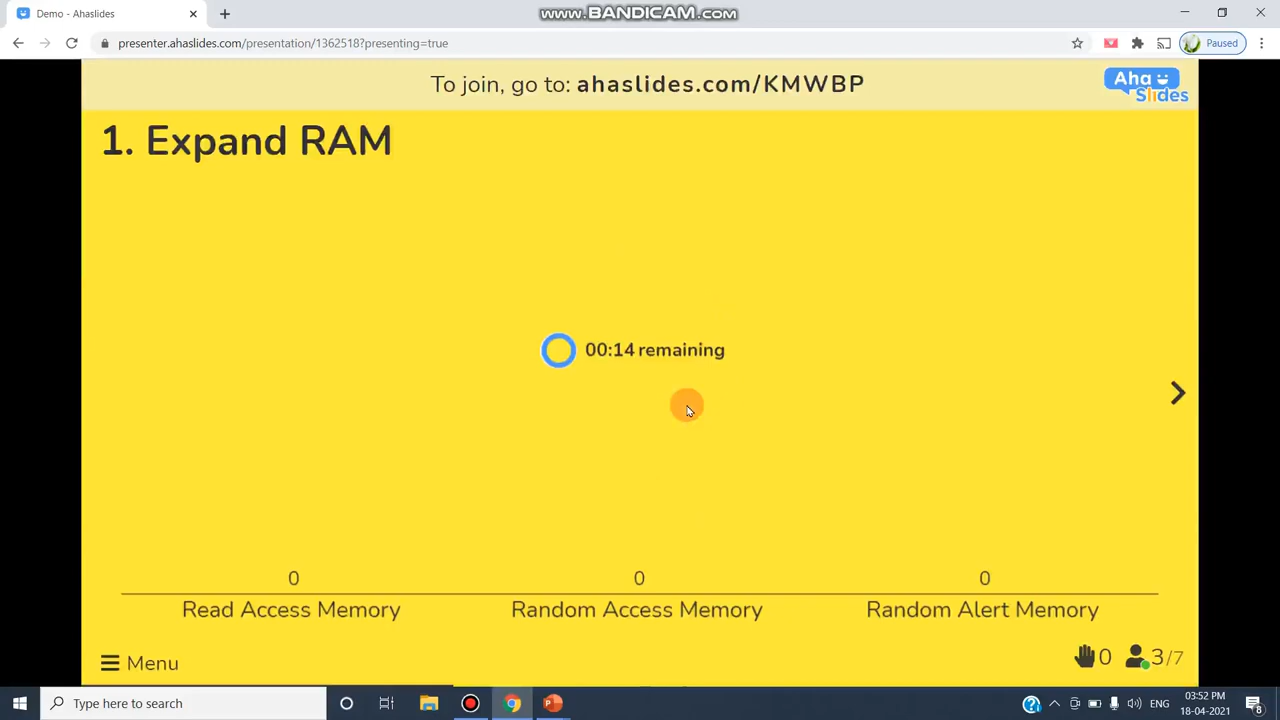 Demo - Ahaslides
www.BANDICAM.com
presenter.ahaslides.com/presentation/1362518?presenting=true
Paused
To join, go to: ahaslides.com/KMWBP
Aha
Slides
1. Expand RAM
00:14 remaining
0
0
0
Read Access Memory
Random Access Memory
Random Alert Memory
Menu
0
3/7
Type here to search
ENG
03:52 PM
18-04-2021
8